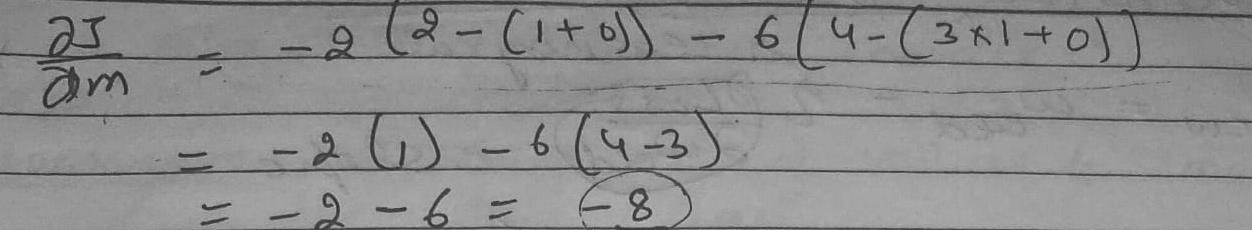 ∂J/∂m = -2(2-(1+0)) - 6(4-(3×1+0))
= -2(1) - 6(4-3)
= -2 - 6 = -8